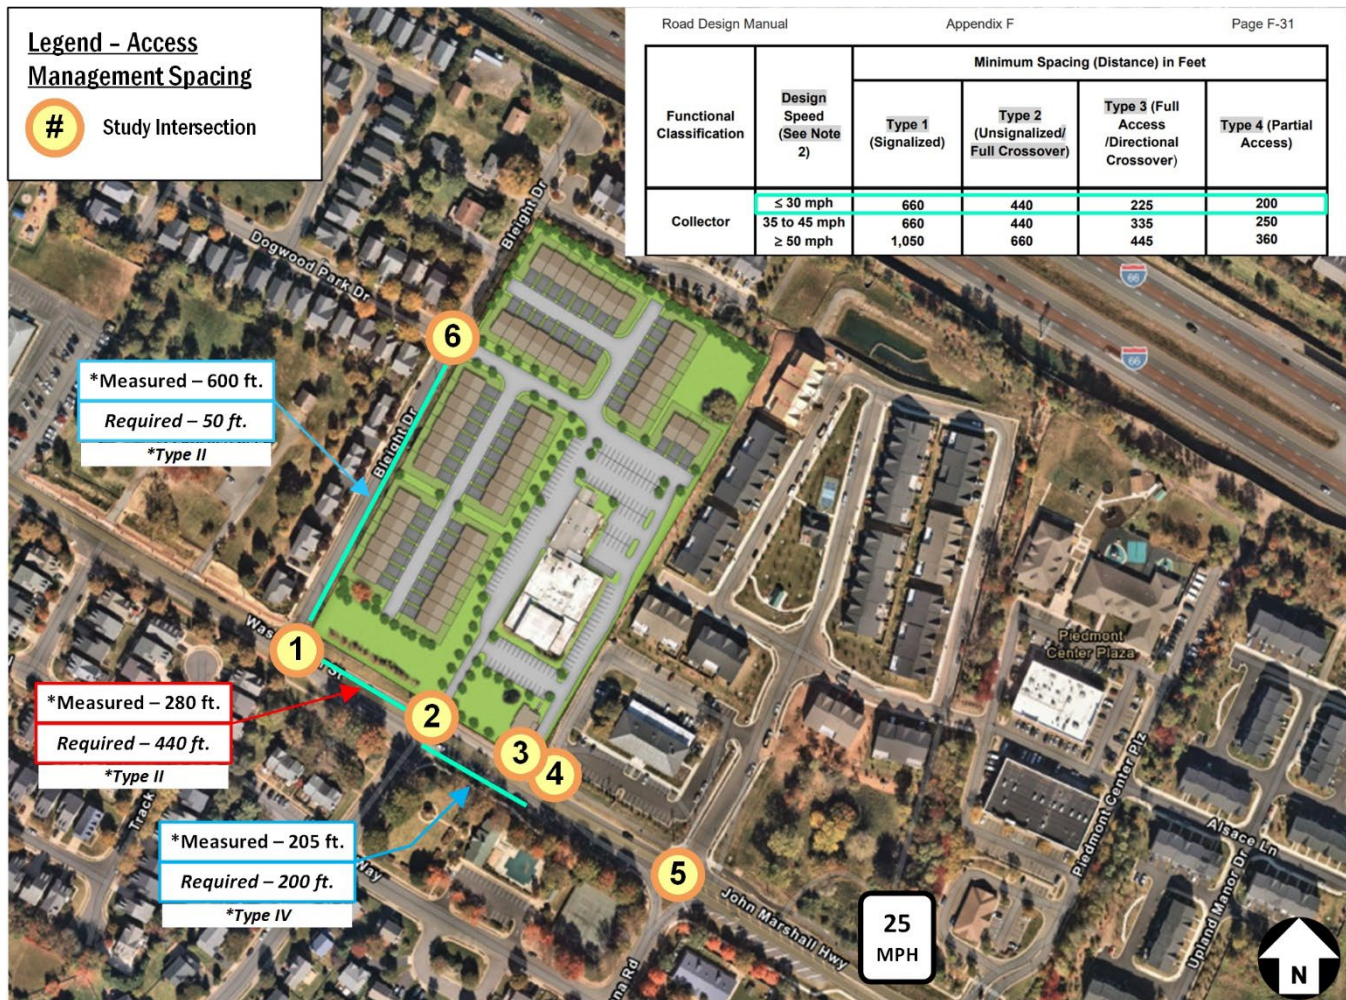 Legend – Access
Management Spacing
# Study Intersection
Road Design Manual Appendix F Page F-31
Functional Classification
Design Speed (See Note 2)
Minimum Spacing (Distance) in Feet
Type 1 (Signalized)
Type 2 (Unsignalized/ Full Crossover)
Type 3 (Full Access /Directional Crossover)
Type 4 (Partial Access)
Collector
≤ 30 mph 660 440 225 200
35 to 45 mph 660 440 335 250
≥ 50 mph 1,050 660 445 360
Bleight Dr
Dogwood Park Dr
66
66
6
*Measured – 600 ft.
Required – 50 ft.
*Type II
Bleight Dr
1
St
2
3
4
5
*Measured – 280 ft.
Required – 440 ft.
*Type II
Track
*Measured – 205 ft.
Required – 200 ft.
*Type IV
Way
Piedmont
Center Plaza
Piedmont Center Plz
Alsace Ln
Upland Manor Dr
John Marshall Hwy
Rd
25
MPH
N